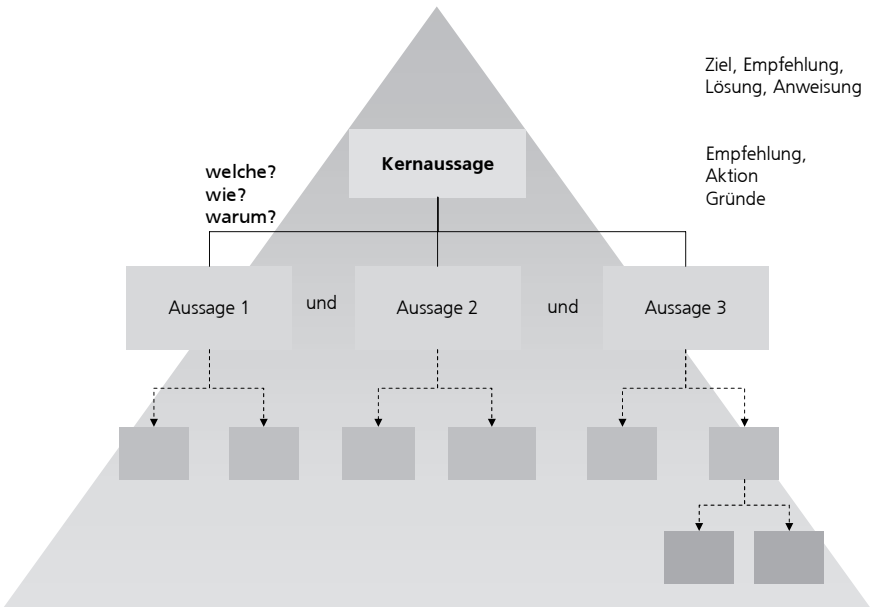 Ziel, Empfehlung,
Lösung, Anweisung
Kernaussage
Empfehlung,
Aktion
Gründe
welche?
wie?
warum?
Aussage 1
und
Aussage 2
und
Aussage 3